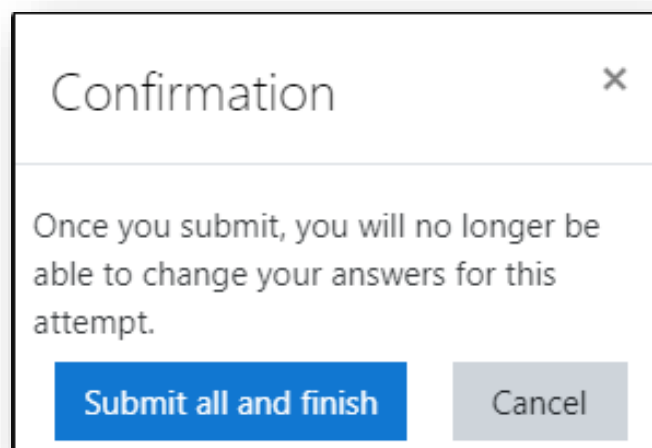 Confirmation ×
Once you submit, you will no longer be
able to change your answers for this
attempt.
Submit all and finish Cancel